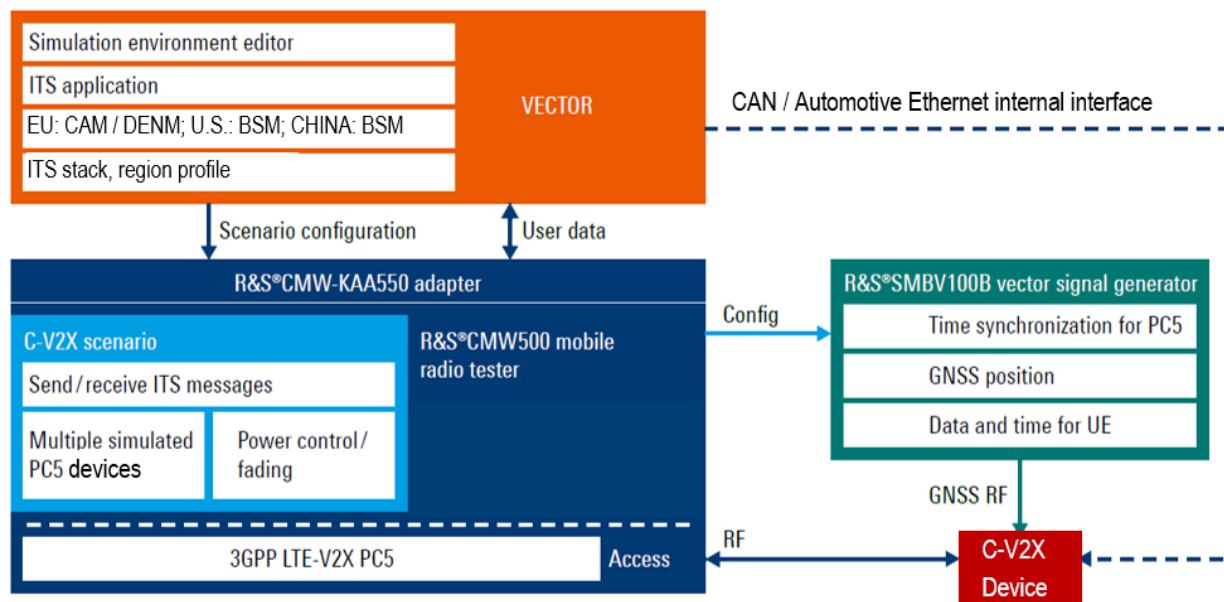 Simulation environment editor
ITS application
EU: CAM / DENM; U.S.: BSM; CHINA: BSM
ITS stack, region profile
VECTOR
CAN / Automotive Ethernet internal interface
Scenario configuration
User data
R&S®CMW-KAA550 adapter
C-V2X scenario
Send / receive ITS messages
Multiple simulated
PC5 devices
Power control /
fading
R&S®CMW500 mobile
radio tester
3GPP LTE-V2X PC5
Access
Config
R&S®SMBV100B vector signal generator
Time synchronization for PC5
GNSS position
Data and time for UE
GNSS RF
RF
C-V2X
Device